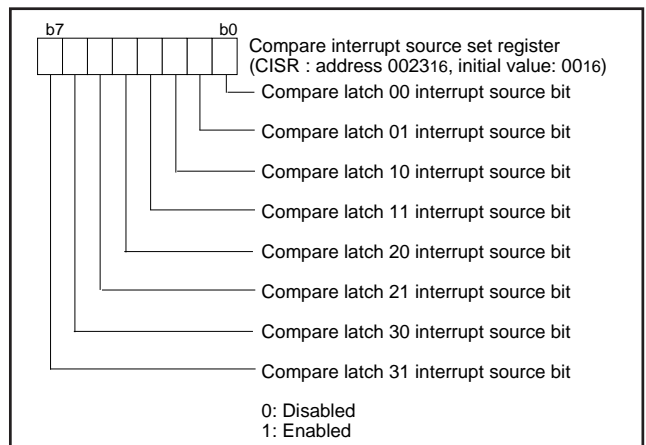 b7 b0
Compare interrupt source set register
(CISR : address 002316, initial value: 0016)
Compare latch 00 interrupt source bit
Compare latch 01 interrupt source bit
Compare latch 10 interrupt source bit
Compare latch 11 interrupt source bit
Compare latch 20 interrupt source bit
Compare latch 21 interrupt source bit
Compare latch 30 interrupt source bit
Compare latch 31 interrupt source bit
0: Disabled
1: Enabled